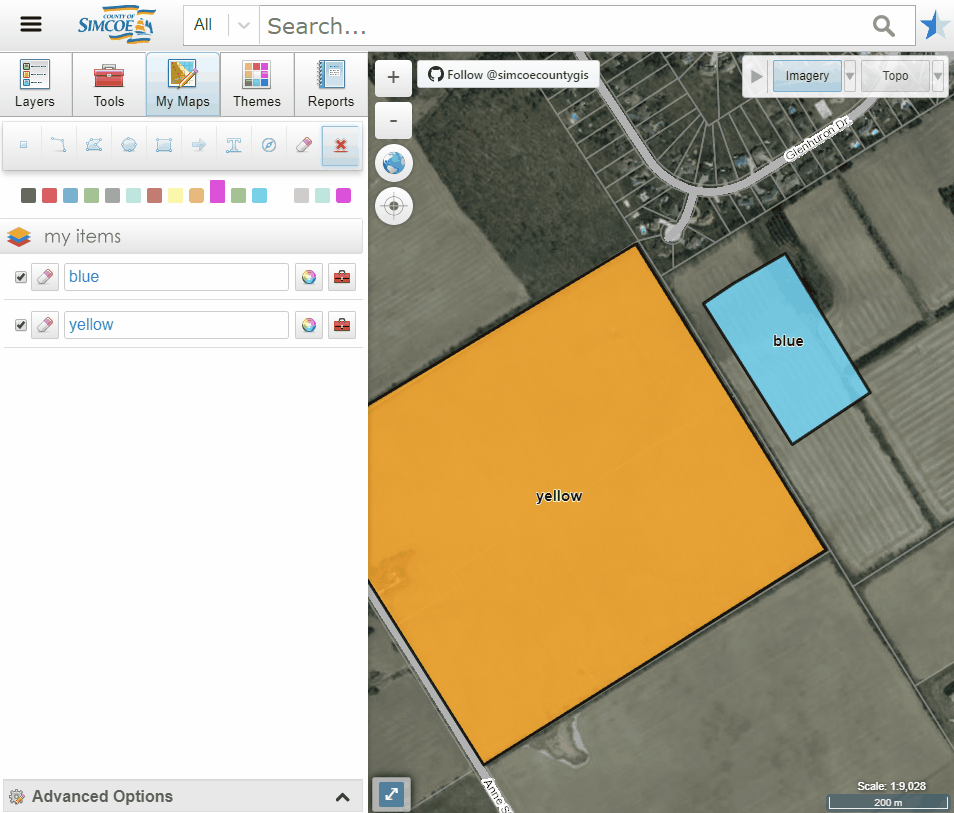 COUNTY OF
SIMCOE
All
Search...
Layers
Tools
My Maps
Themes
Reports
+
Follow @simcoecountygis
Imagery
Topo
-
Glenhuron Dr.
my items
blue
yellow
blue
yellow
Anne S
Advanced Options
Scale: 1:9,028
200 m